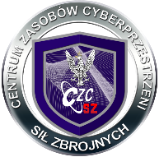 CENTRUM ZASOBÓW CYBERPRZESTRZENI
CZC
SZ
SIŁ ZBROJNYCH